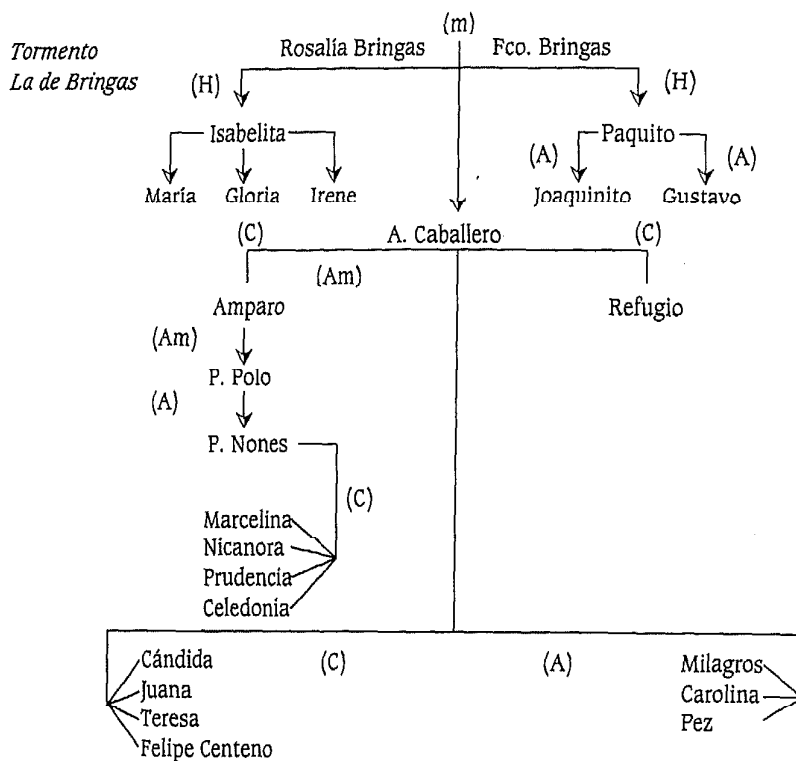 (m)
Tormento Rosalía Bringas Fco. Bringas
La de Bringas (H) (H)
Isabelita Paquito
(A) (A)
María Gloria Irene Joaquinito Gustavo
(C) A. Caballero (C)
(Am)
Amparo Refugio
(Am)
P. Polo
(A)
P. Nones
(C)
Marcelina
Nicanora
Prudencia
Celedonia
Cándida (C) (A) Milagros
Juana Carolina
Teresa Pez
Felipe Centeno